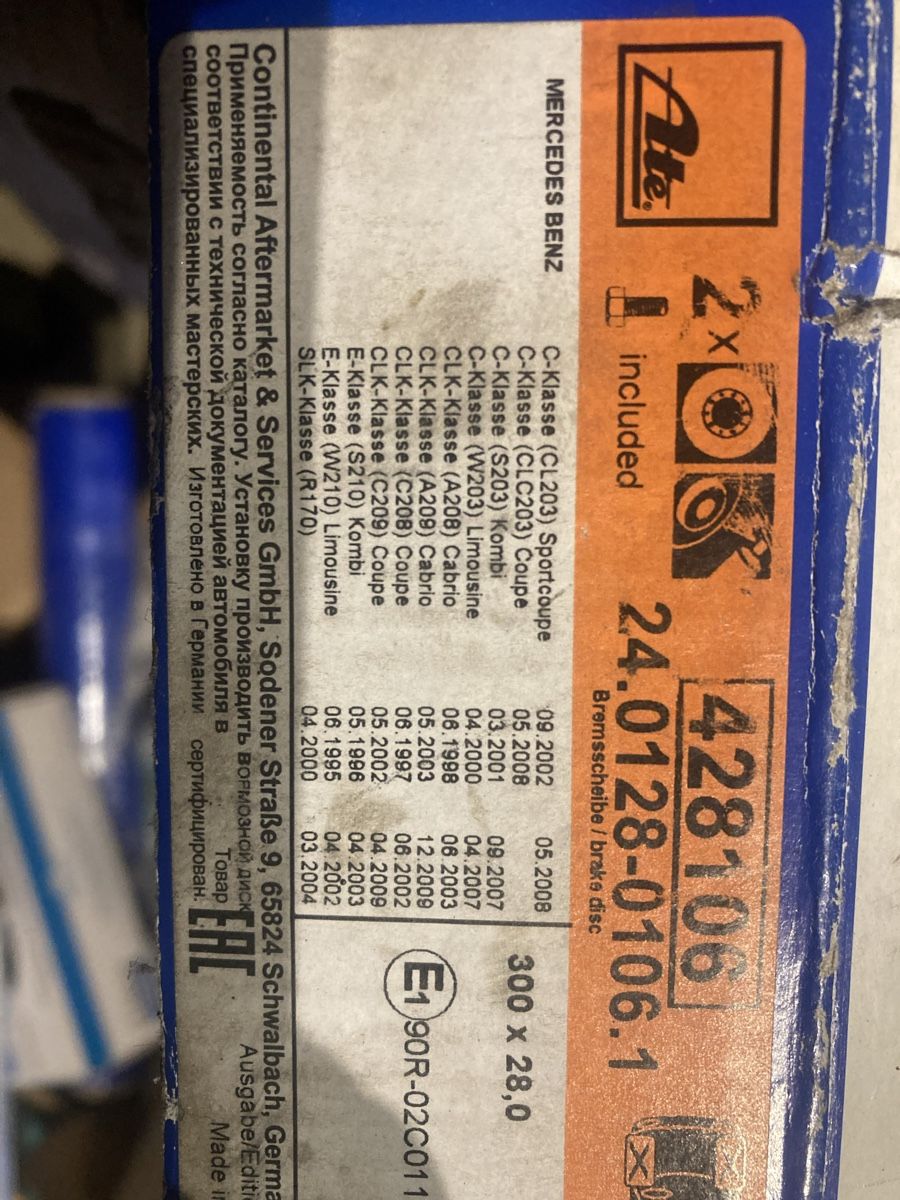 Ate®
2 x
included
428106
24.0128-0106.1
Bremsscheibe / brake disc
MERCEDES BENZ
C-Klasse (CL203) Sportcoupe 09.2002 05.2008
C-Klasse (CLC203) Coupe 05.2008
C-Klasse (S203) Kombi 03.2001 09.2007
C-Klasse (W203) Limousine 04.2000 04.2007
CLK-Klasse (A208) Cabrio 06.1998 06.2003
CLK-Klasse (A209) Cabrio 05.2003 12.2009
CLK-Klasse (C208) Coupe 06.1997 06.2002
CLK-Klasse (C209) Coupe 05.2002 04.2009
E-Klasse (S210) Kombi 05.1996 04.2003
E-Klasse (W210) Limousine 06.1995 04.2002
SLK-Klasse (R170) 04.2000 03.2004
300 x 28,0
E1 90R-02C011
Continental Aftermarket & Services GmbH, Sodener Straße 9, 65824 Schwalbach, Germa
Применяемость согласно каталогу. Установку производить вормозной диск
соответствии с технической документацией автомобиля в Товар
специализированных мастерских. Изготовлено в Германии сертифицирован.
EAC
Ausgabe/Editi
Made i